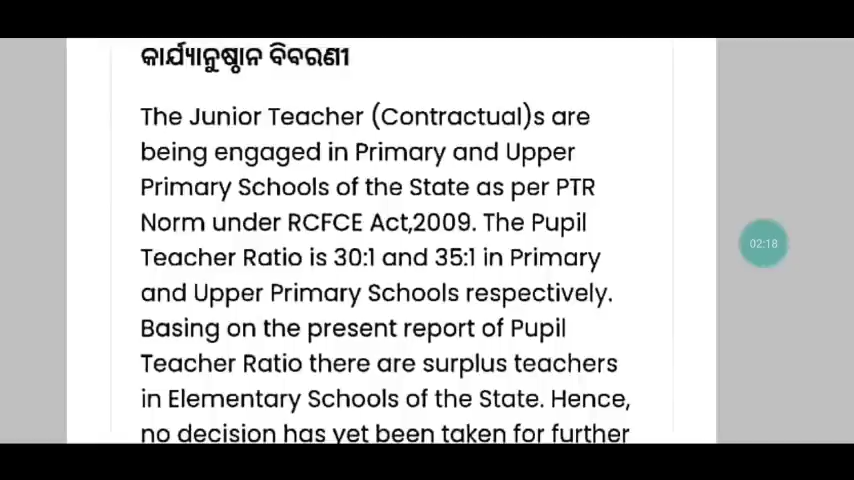 କାର୍ଯ୍ୟାନୁଷ୍ଠାନ ବିବରଣୀ
The Junior Teacher (Contractual)s are
being engaged in Primary and Upper
Primary Schools of the State as per PTR
Norm under RCFCE Act,2009. The Pupil
Teacher Ratio is 30:1 and 35:1 in Primary
and Upper Primary Schools respectively.
Basing on the present report of Pupil
Teacher Ratio there are surplus teachers
in Elementary Schools of the State. Hence,
no decision has yet been taken for further
02:18